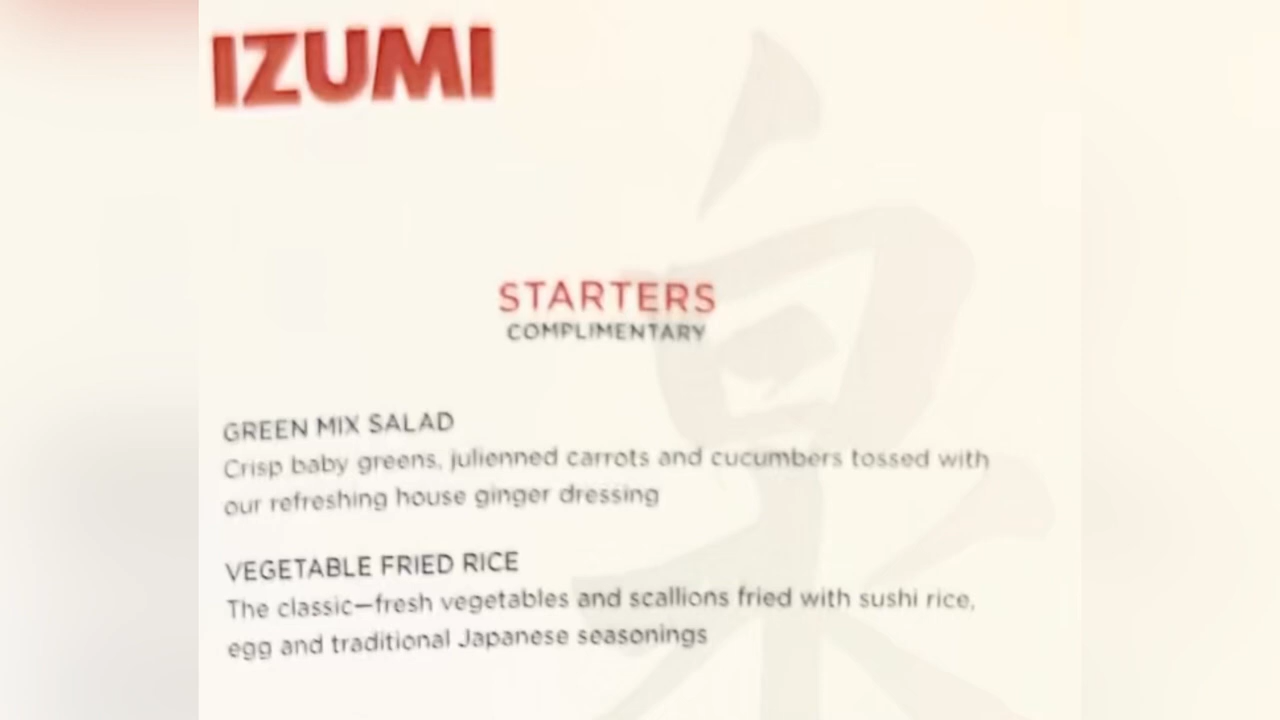 IZUMI
泉
STARTERS
COMPLIMENTARY
GREEN MIX SALAD
Crisp baby greens, julienned carrots and cucumbers tossed with
our refreshing house ginger dressing
VEGETABLE FRIED RICE
The classic—fresh vegetables and scallions fried with sushi rice,
egg and traditional Japanese seasonings